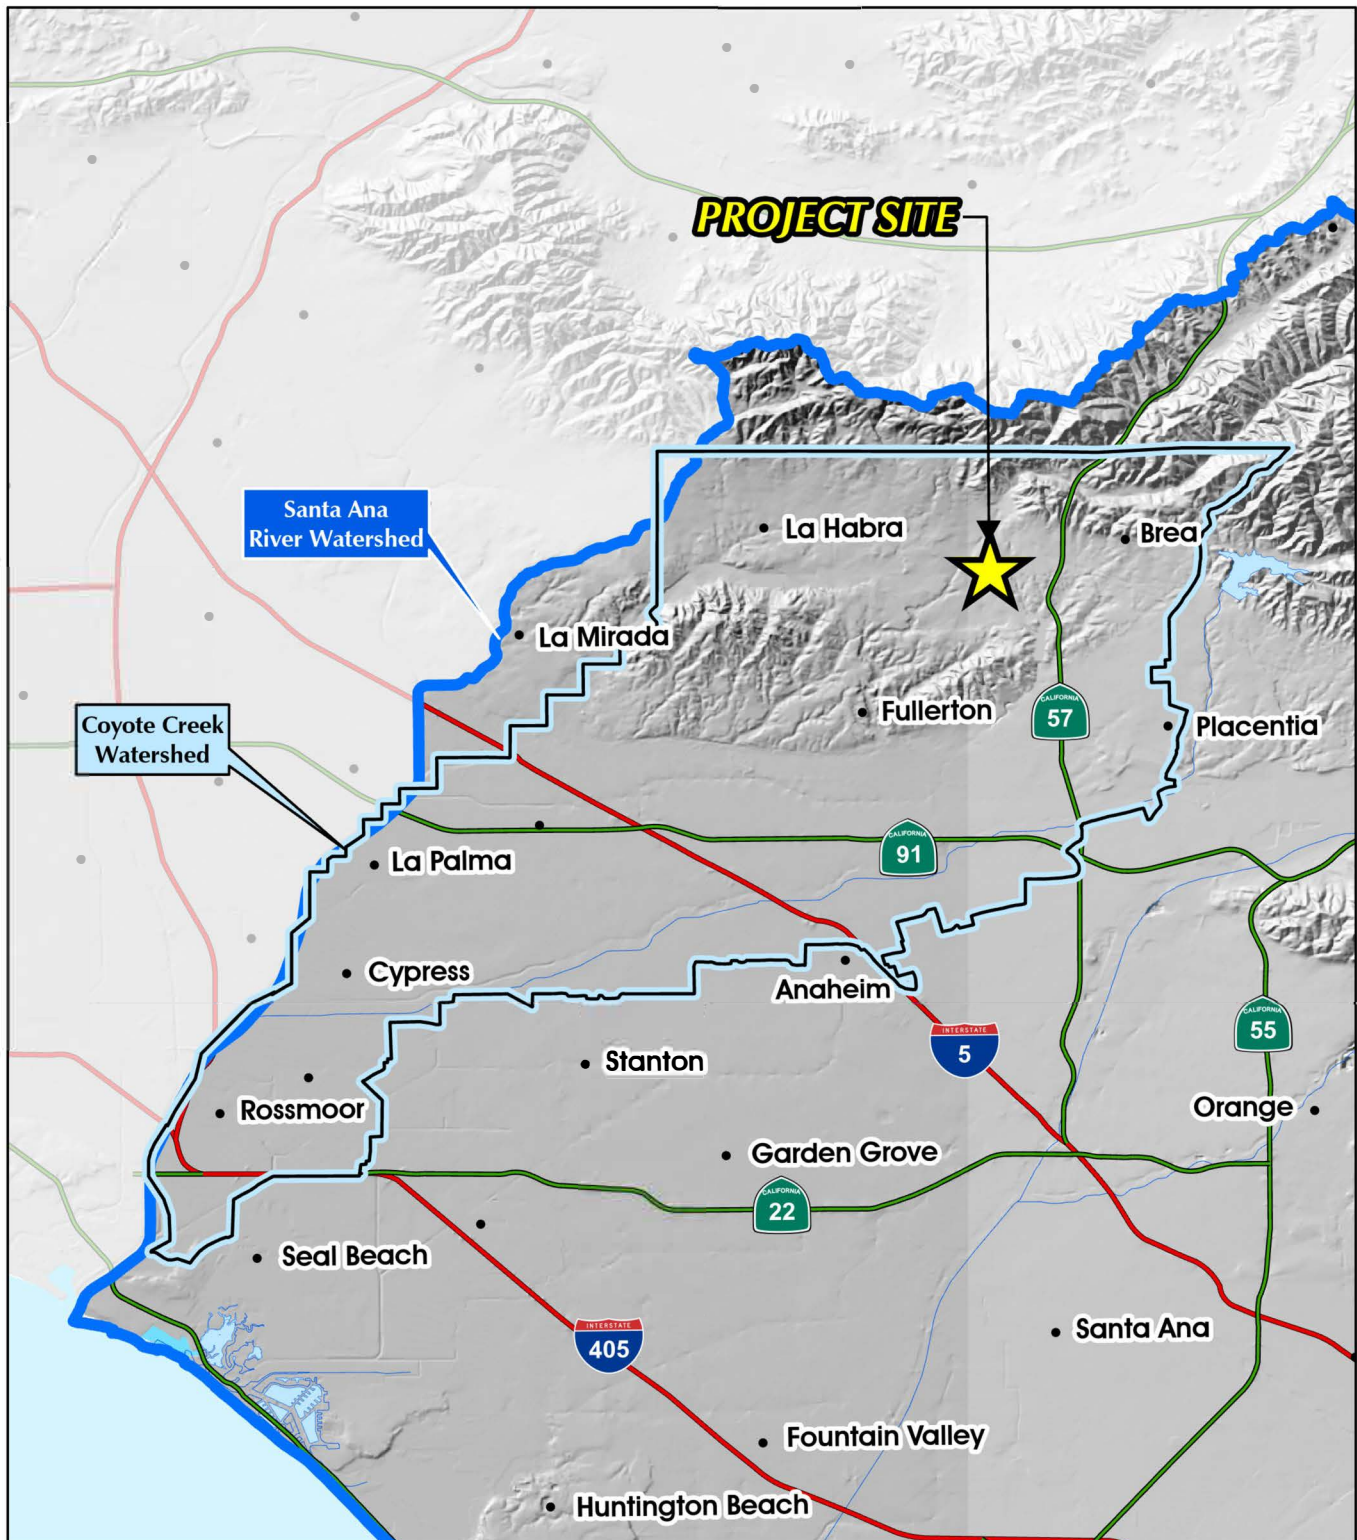 PROJECT SITE
Santa Ana
River Watershed
La Habra
Brea
La Mirada
Coyote Creek
Watershed
Fullerton
CALIFORNIA
57
Placentia
CALIFORNIA
91
La Palma
Cypress
Anaheim
INTERSTATE
5
CALIFORNIA
55
Stanton
Rossmoor
Orange
Garden Grove
CALIFORNIA
22
Seal Beach
INTERSTATE
405
Santa Ana
Fountain Valley
Huntington Beach